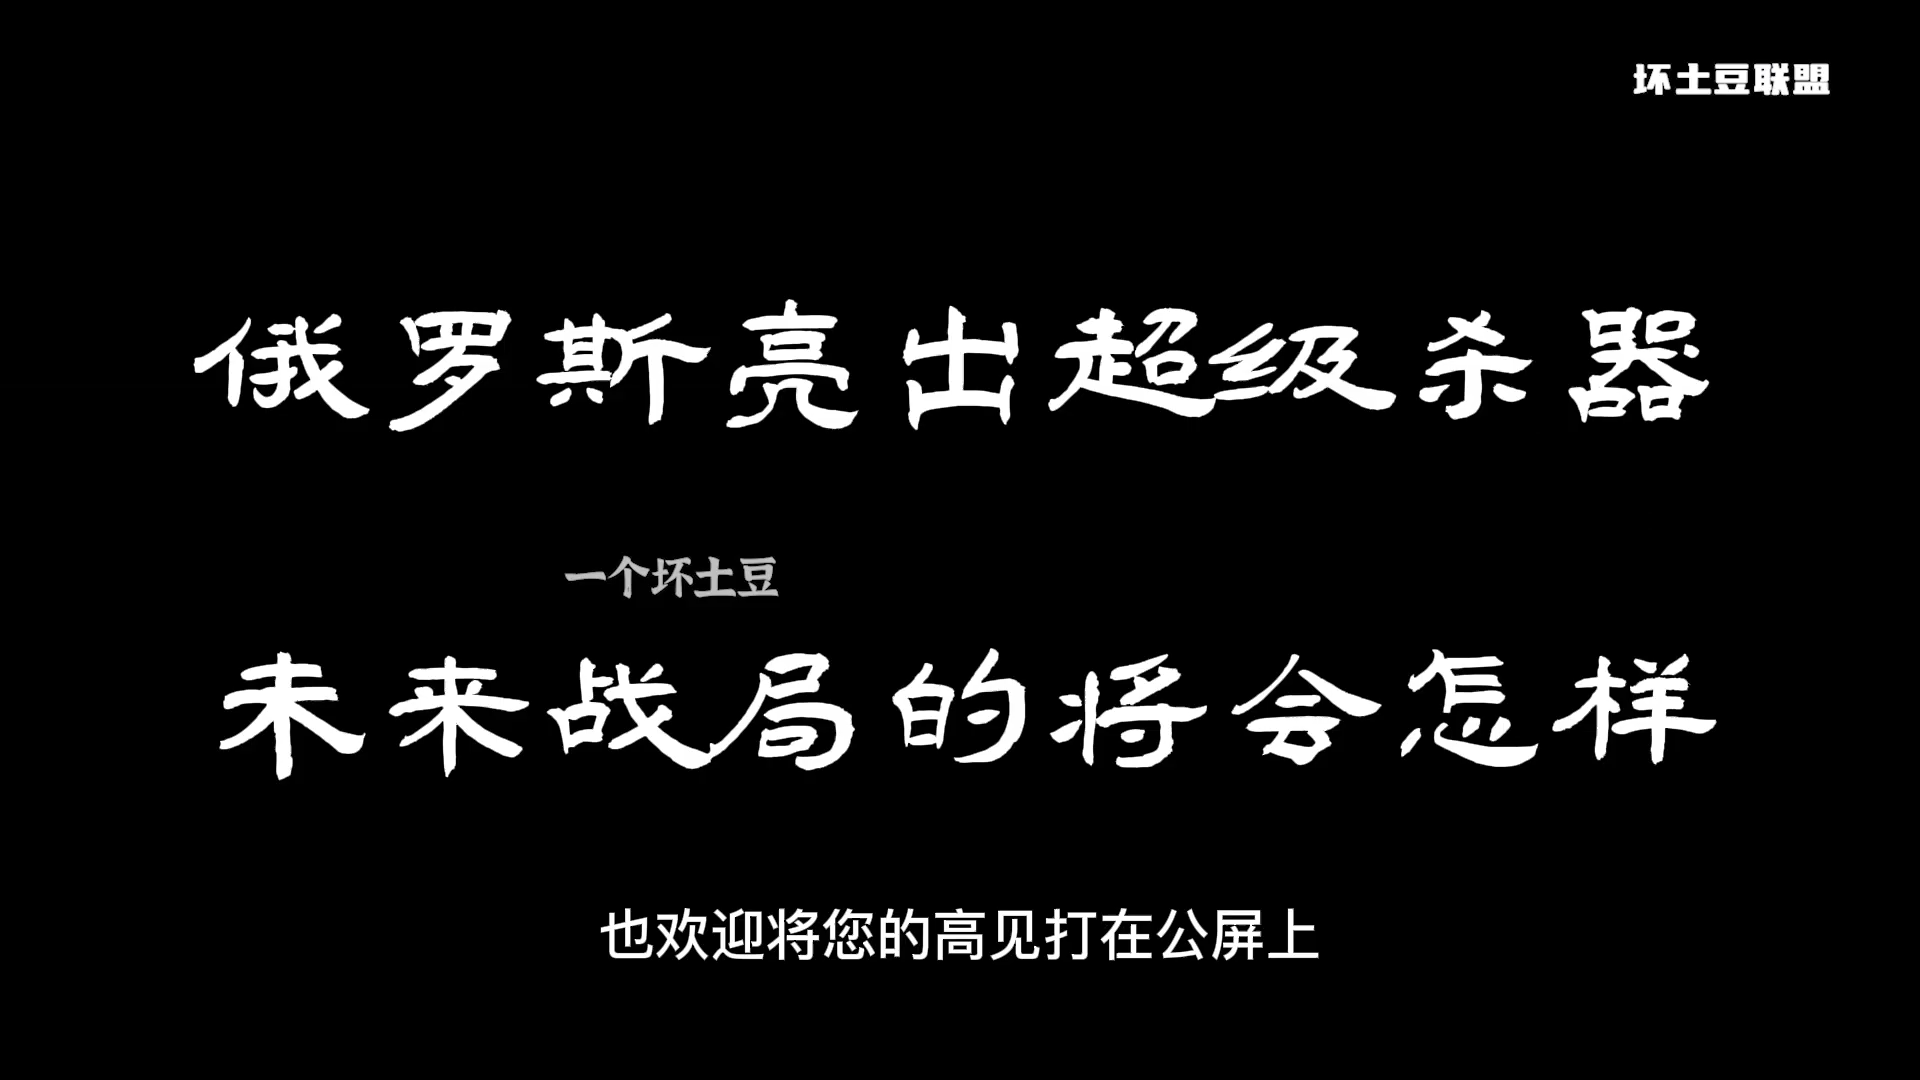 坏土豆联盟
俄罗斯亮出超级杀器
一个坏土豆
未来战局的将会怎样
也欢迎将您的高见打在公屏上